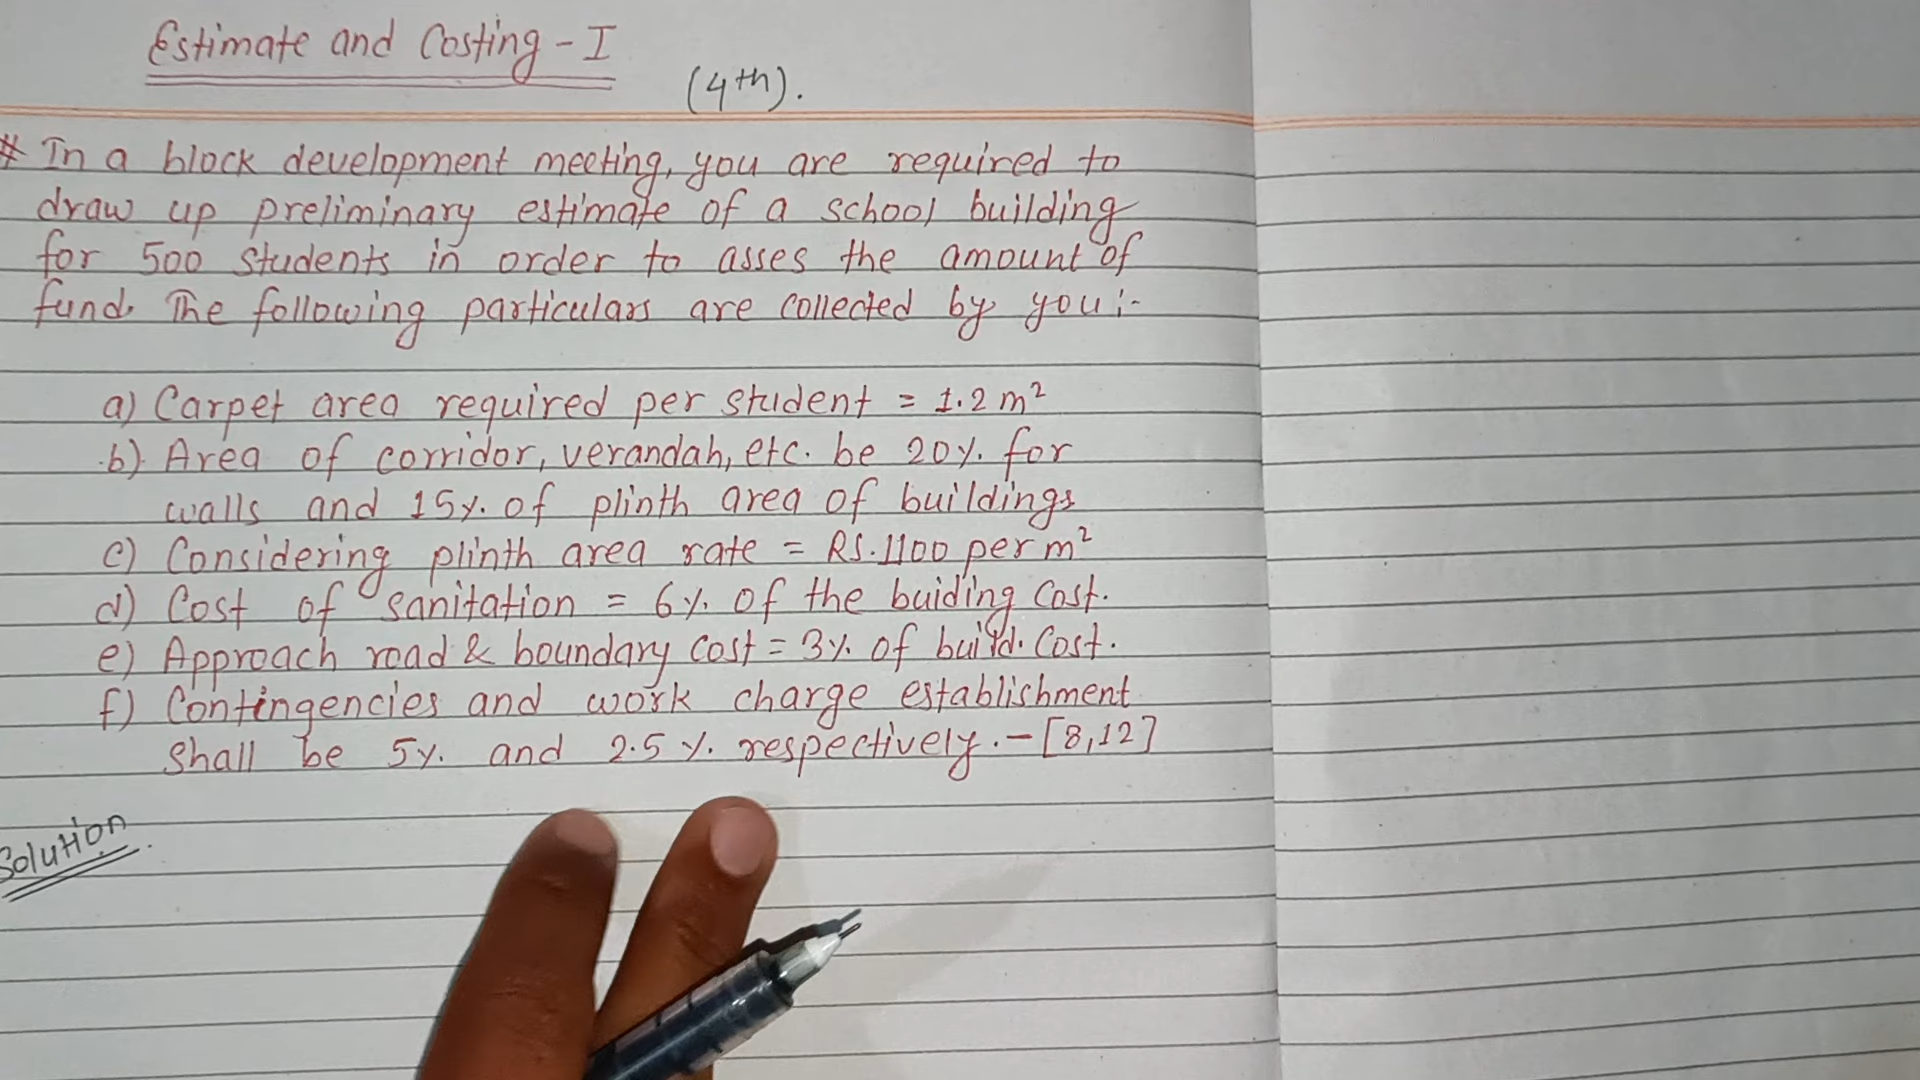 Estimate and Costing - I
(4th).
# In a block development meeting, you are required to
draw up preliminary estimate of a school building
for 500 students in order to asses the amount of
fund. The following particulars are collected by you:-
a) Carpet area required per student = 1.2 m²
b) Area of corridor, verandah, etc. be 20% for
walls and 15% of plinth area of buildings
c) Considering plinth area rate = RS. 1100 per m²
d) Cost of sanitation = 6% of the buiding Cost.
e) Approach road & boundary cost = 3% of build. Cost.
f) Contingencies and work charge establishment
shall be 5% and 2.5% respectively. - [8,12]
Solution